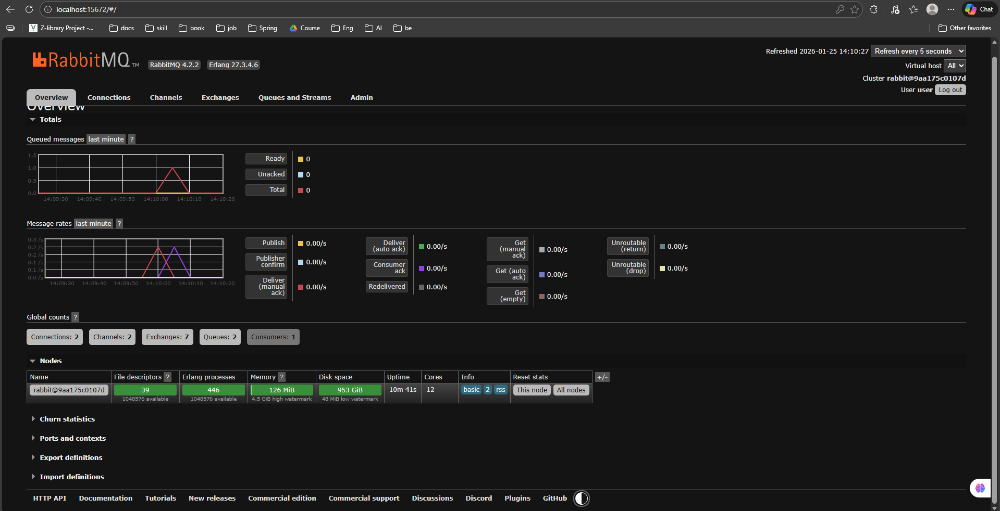 localhost:15672/#/
Chat
Z-library Project -...
docs
skill
book
job
Spring
Course
Eng
AI
be
Other favorites
RabbitMQ TM
RabbitMQ 4.2.2
Erlang 27.3.4.6
Refreshed 2026-01-25 14:10:27
Refresh every 5 seconds
Virtual host
All
Cluster rabbit@9aa175c0107d
User user
Log out
Overview
Connections
Channels
Exchanges
Queues and Streams
Admin
Overview
Totals
Queued messages last minute ?
1.5
1.0
0.5
0.0
14:09:30 14:09:40 14:09:50 14:10:00 14:10:10 14:10:20
Ready 0
Unacked 0
Total 0
Message rates last minute ?
0.3 /s
0.2 /s
0.2 /s
0.1 /s
0.1 /s
0.0 /s
14:09:30 14:09:40 14:09:50 14:10:00 14:10:10 14:10:20
Publish 0.00/s
Publisher
confirm 0.00/s
Deliver
(manual
ack) 0.00/s
Deliver
(auto ack) 0.00/s
Consumer
ack 0.00/s
Redelivered 0.00/s
Get
(manual
ack) 0.00/s
Get (auto
ack) 0.00/s
Get
(empty) 0.00/s
Unroutable
(return) 0.00/s
Unroutable
(drop) 0.00/s
Global counts ?
Connections: 2
Channels: 2
Exchanges: 7
Queues: 2
Consumers: 1
Nodes
Name File descriptors ? Erlang processes Memory ? Disk space Uptime Cores Info Reset stats +/-
rabbit@9aa175c0107d 39 446 126 MiB 953 GiB 10m 41s 12 basic 2 rss This node All nodes
1048576 available 1048576 available 4.5 GiB high watermark 48 MiB low watermark
Churn statistics
Ports and contexts
Export definitions
Import definitions
HTTP API
Documentation
Tutorials
New releases
Commercial edition
Commercial support
Discussions
Discord
Plugins
GitHub